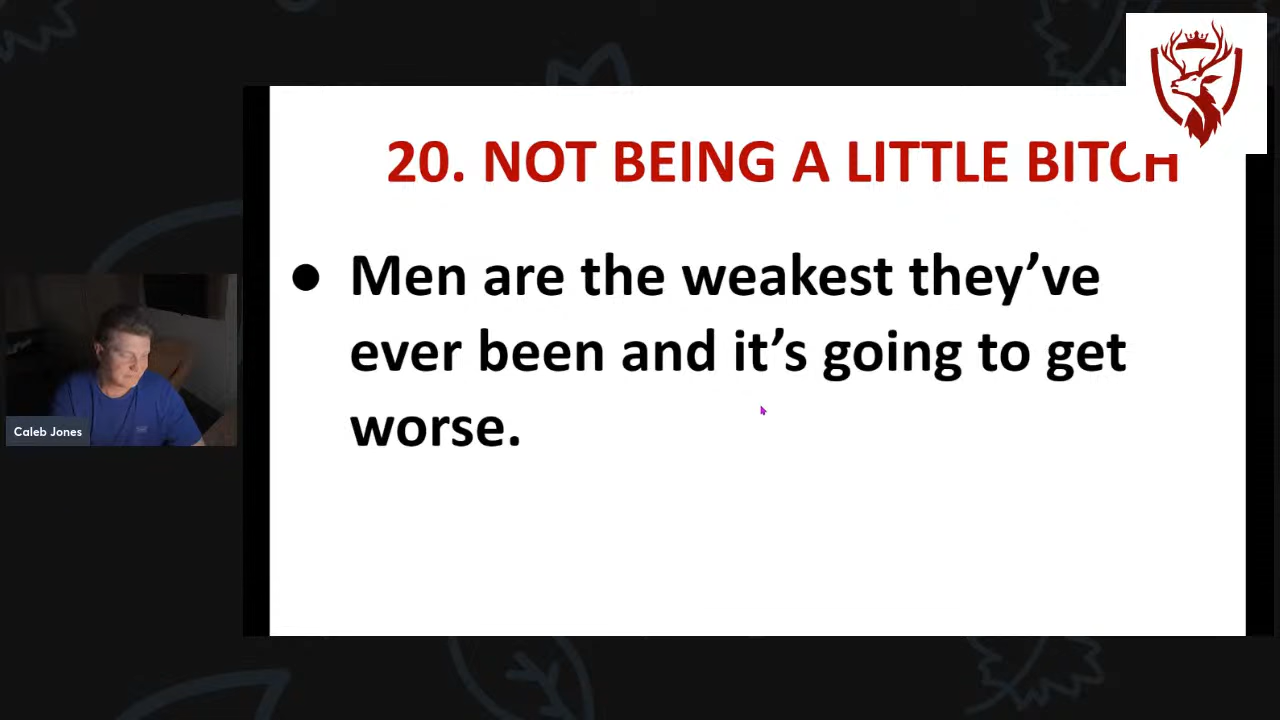 20. NOT BEING A LITTLE BITCH
● Men are the weakest they’ve
ever been and it’s going to get
worse.
Caleb Jones